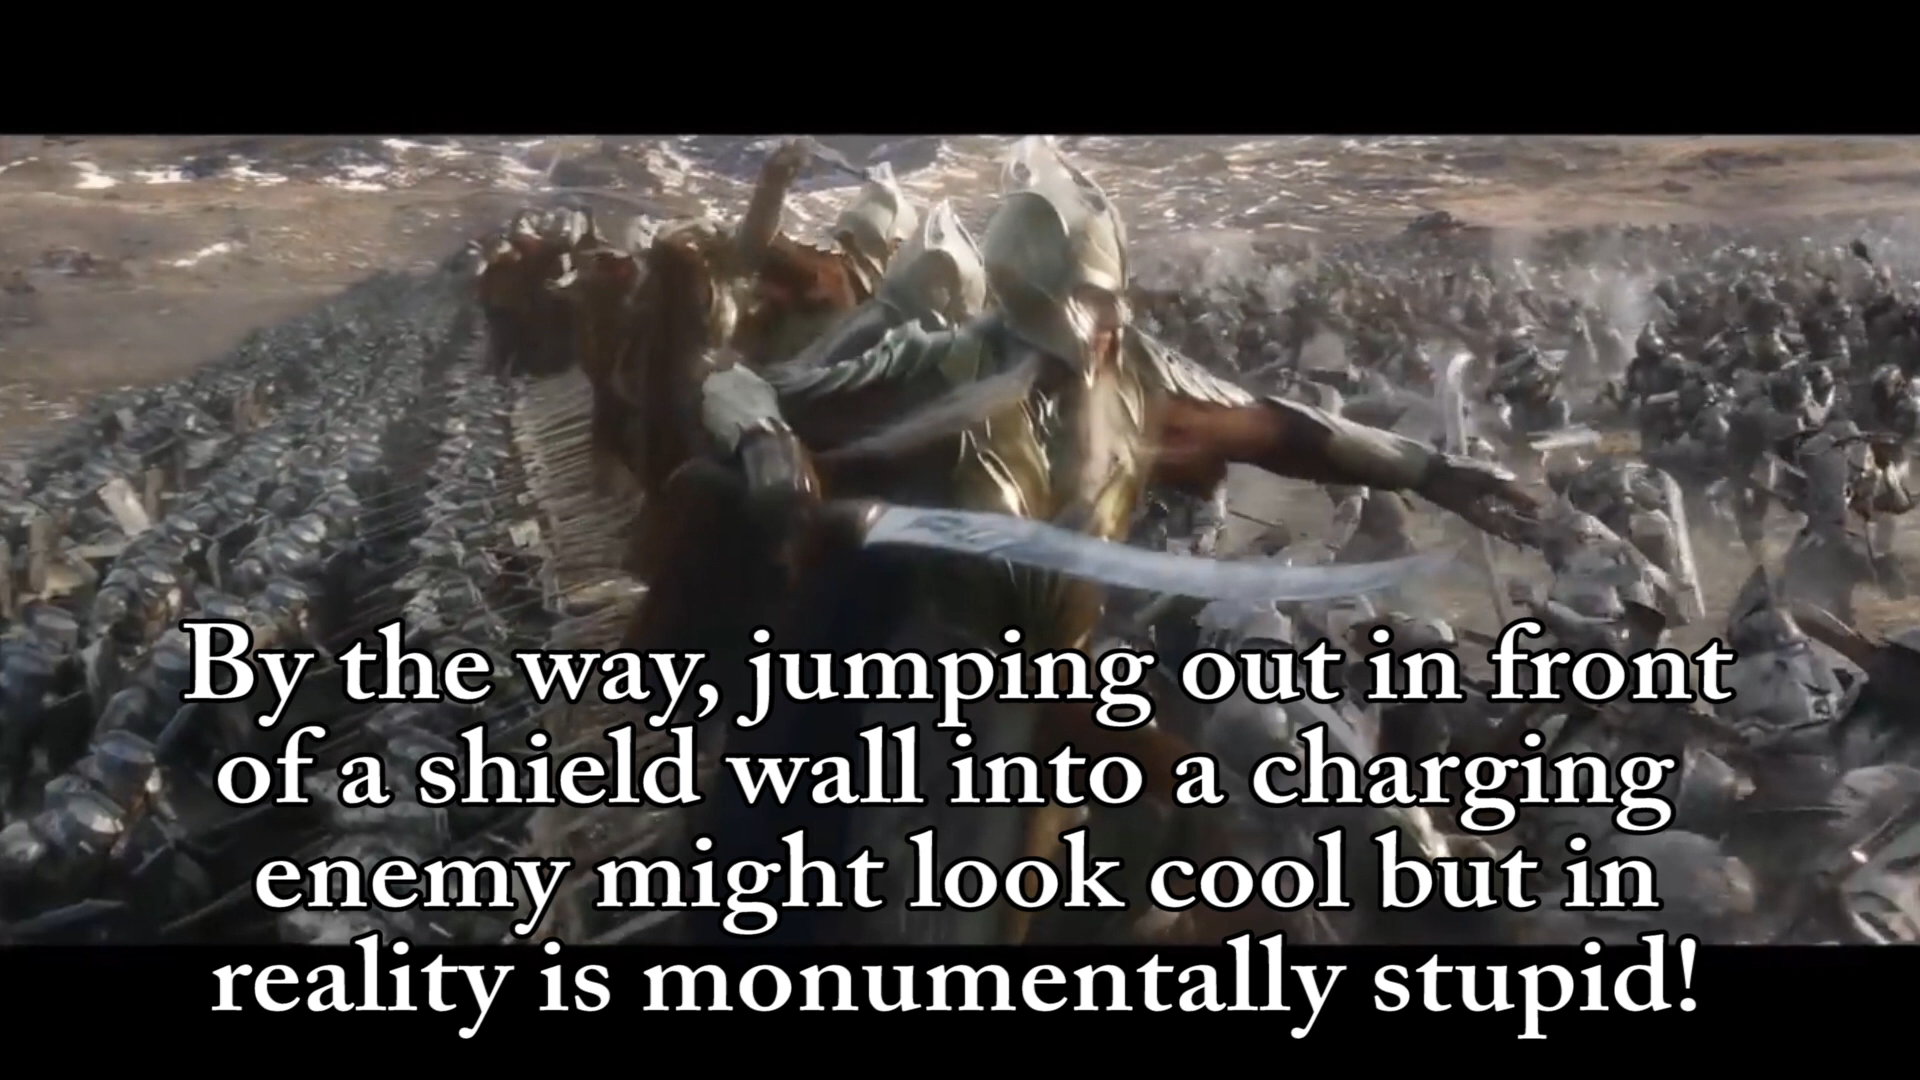 By the way, jumping out in front
of a shield wall into a charging
enemy might look cool but in
reality is monumentally stupid!